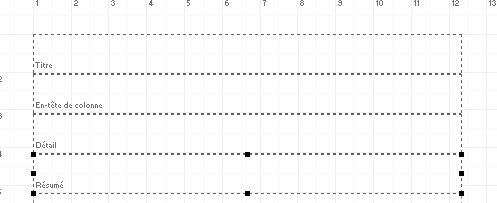 1 2 3 4 5 6 7 8 9 10 11 12 13
Titre
2
En-tête de colonne
3
Détail
4
Résumé
5